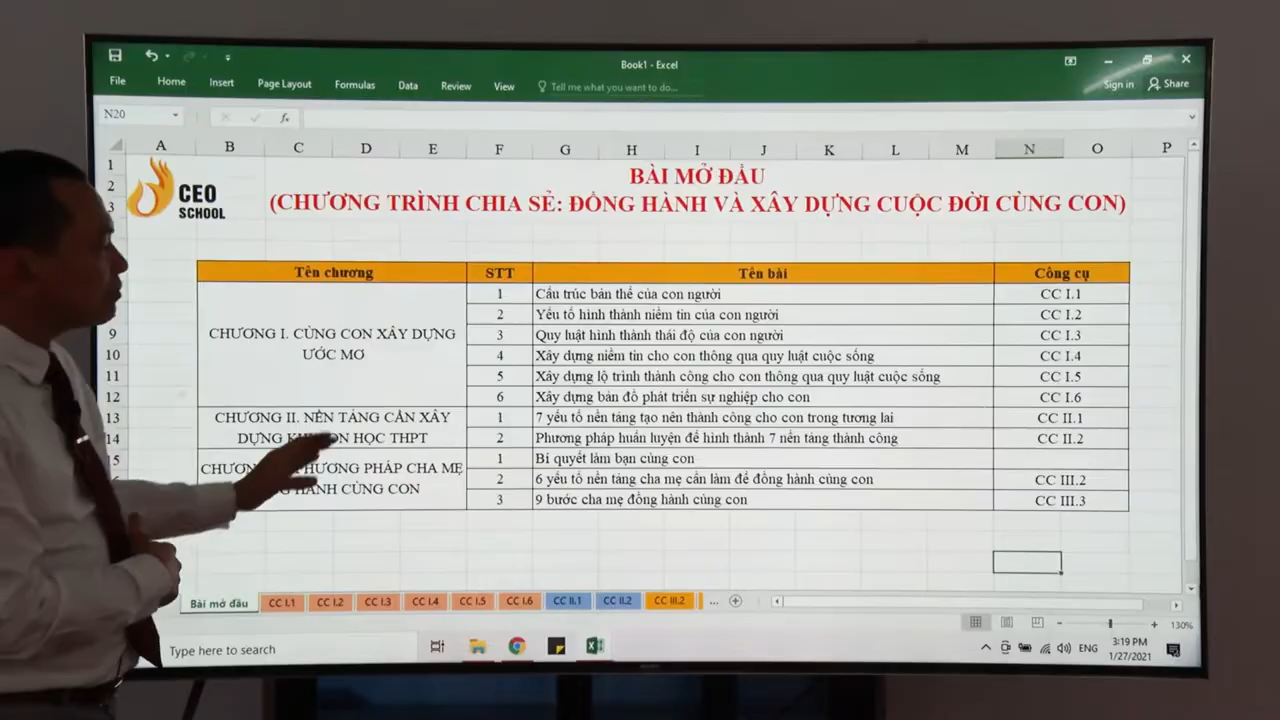 Book1 - Excel
File Home Insert Page Layout Formulas Data Review View Tell me what you want to do... Sign in Share
N20 fx
A B C D E F G H I J K L M N O P
1
2
3
CEO
SCHOOL
BÀI MỞ ĐẦU
(CHƯƠNG TRÌNH CHIA SẺ: ĐỒNG HÀNH VÀ XÂY DỰNG CUỘC ĐỜI CÙNG CON)
Tên chương STT Tên bài Công cụ
CHƯƠNG I. CÙNG CON XÂY DỰNG
ƯỚC MƠ
1 Cấu trúc bản thể của con người CC I.1
2 Yếu tố hình thành niềm tin của con người CC I.2
9 3 Quy luật hình thành thái độ của con người CC I.3
10 4 Xây dựng niềm tin cho con thông qua quy luật cuộc sống CC I.4
11 5 Xây dựng lộ trình thành công cho con thông qua quy luật cuộc sống CC I.5
12 6 Xây dựng bản đồ phát triển sự nghiệp cho con CC I.6
13 CHƯƠNG II. NỀN TẢNG CẦN XÂY 1 7 yếu tố nền tảng tạo nên thành công cho con trong tương lai CC II.1
14 DỰNG CON HỌC THPT 2 Phương pháp huấn luyện để hình thành 7 nền tảng thành công CC II.2
1 Bí quyết làm bạn cùng con
PHƯƠNG PHÁP CHA MẸ
2 6 yếu tố nền tảng cha mẹ cần làm để đồng hành cùng con CC III.2
HÀNH CÙNG CON
3 9 bước cha mẹ đồng hành cùng con CC III.3
Bài mở đầu CC I.1 CC I.2 CC I.3 CC I.4 CC I.5 CC I.6 CC II.1 CC II.2 CC III.2 ...
130%
Type here to search ENG 3:19 PM
1/27/2021